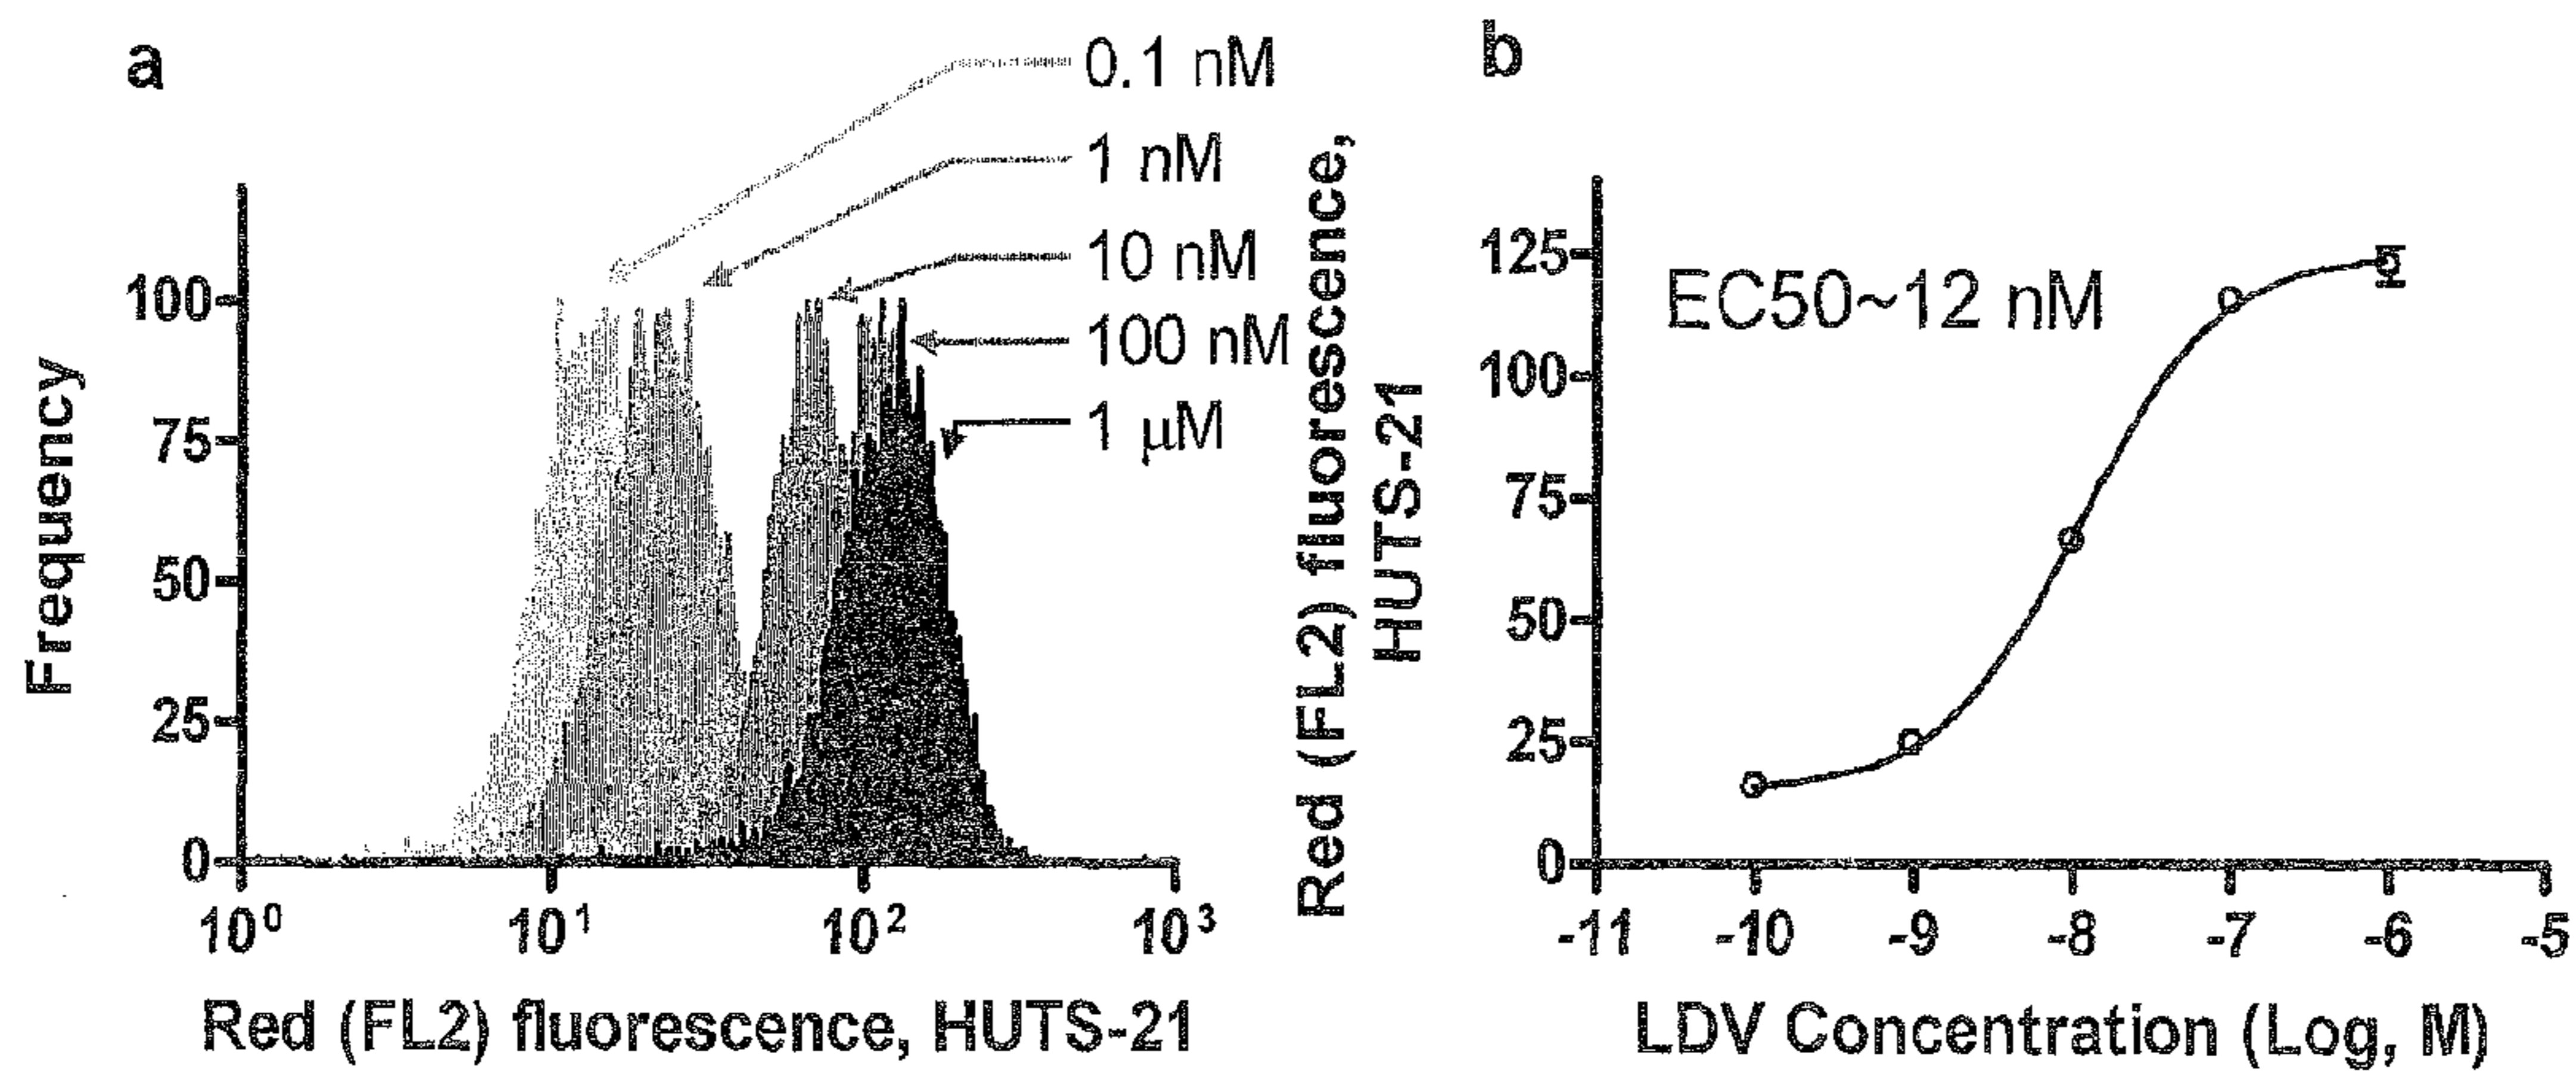 a
0.1 nM
1 nM
10 nM
100 nM
1 μM
100
75
50
25
0
Frequency
10⁰ 10¹ 10² 10³
Red (FL2) fluorescence, HUTS-21
b
EC50~12 nM
125
100
75
50
25
0
Red (FL2) fluorescence,
HUTS-21
-11 -10 -9 -8 -7 -6 -5
LDV Concentration (Log, M)